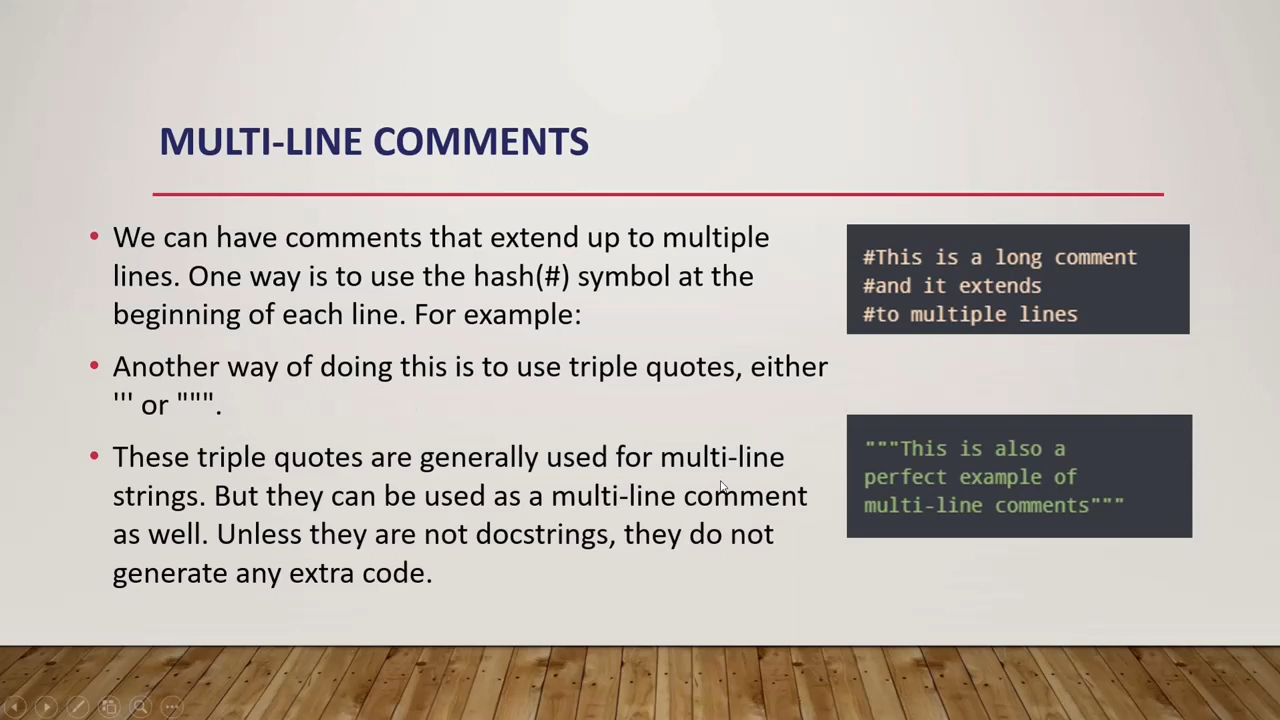 MULTI-LINE COMMENTS
We can have comments that extend up to multiple
lines. One way is to use the hash(#) symbol at the
beginning of each line. For example:
#This is a long comment
#and it extends
#to multiple lines
Another way of doing this is to use triple quotes, either
''' or """.
These triple quotes are generally used for multi-line
strings. But they can be used as a multi-line comment
as well. Unless they are not docstrings, they do not
generate any extra code.
"""This is also a
perfect example of
multi-line comments"""